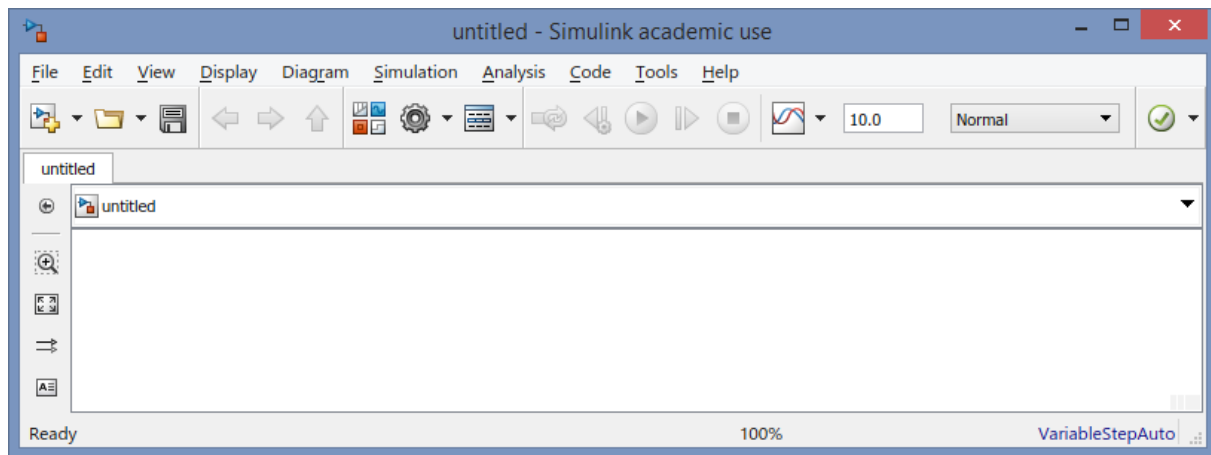 untitled - Simulink academic use
File Edit View Display Diagram Simulation Analysis Code Tools Help
10.0 Normal
untitled
untitled
A
Ready 100% VariableStepAuto